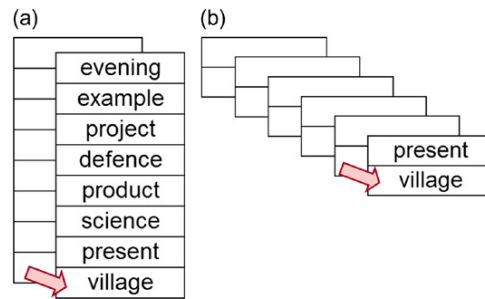 (a)
evening
example
project
defence
product
science
present
village
(b)
present
village